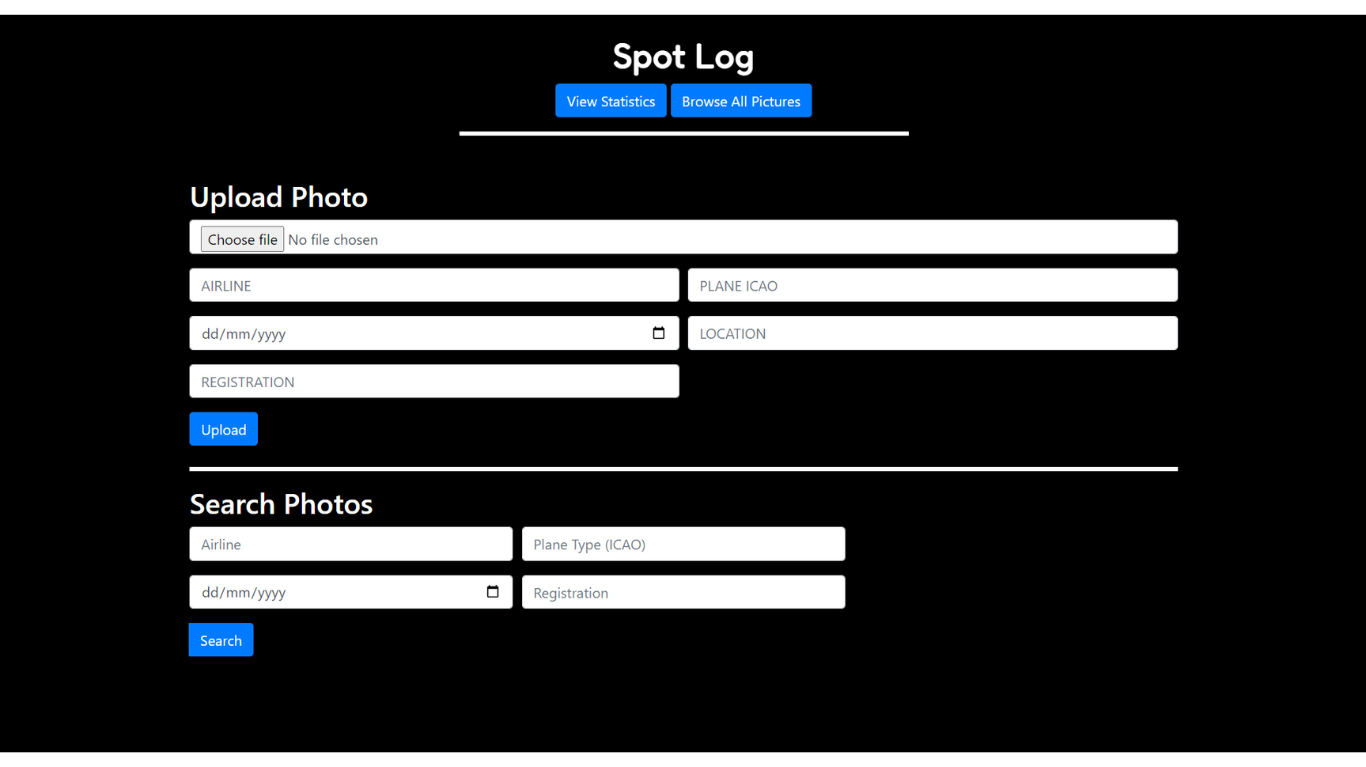 Spot Log
View Statistics Browse All Pictures
Upload Photo
Choose file No file chosen
AIRLINE PLANE ICAO
dd/mm/yyyy LOCATION
REGISTRATION
Upload
Search Photos
Airline Plane Type (ICAO)
dd/mm/yyyy Registration
Search